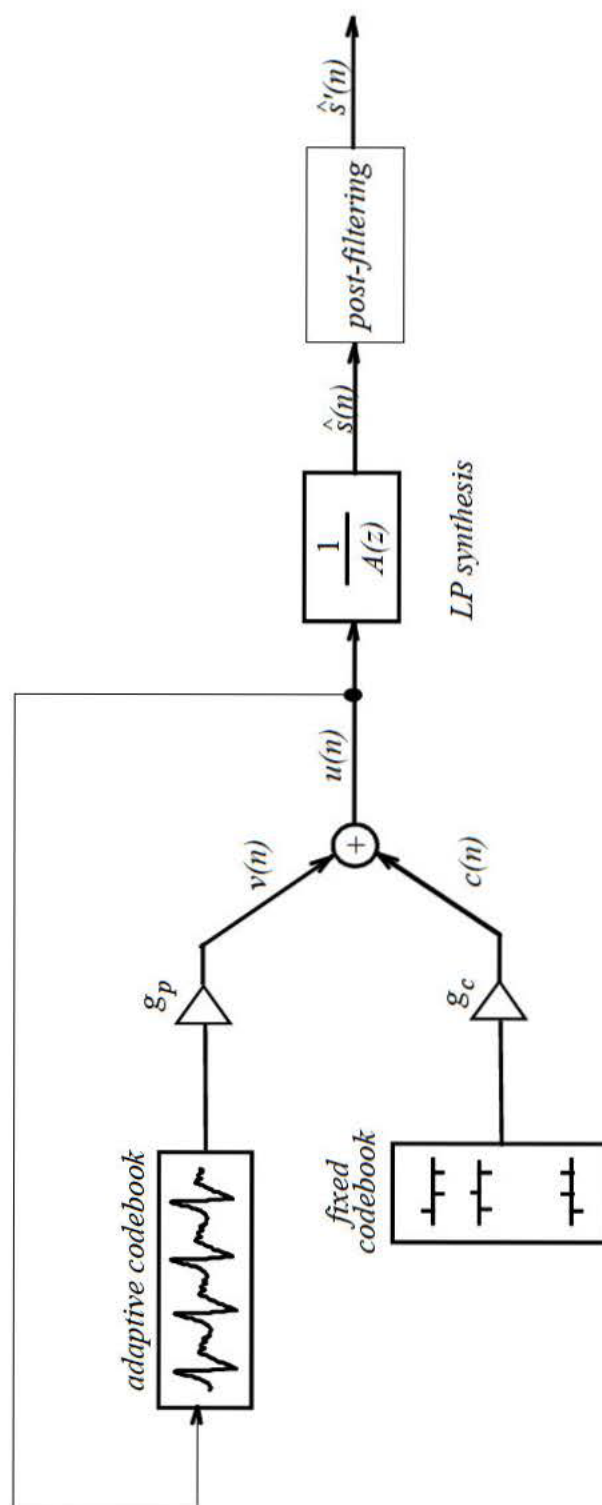 adaptive codebook
g_p
v(n)
fixed
codebook
g_c
c(n)
+
u(n)
1
A(z)
LP synthesis
ŝ(n)
post-filtering
ŝ'(n)